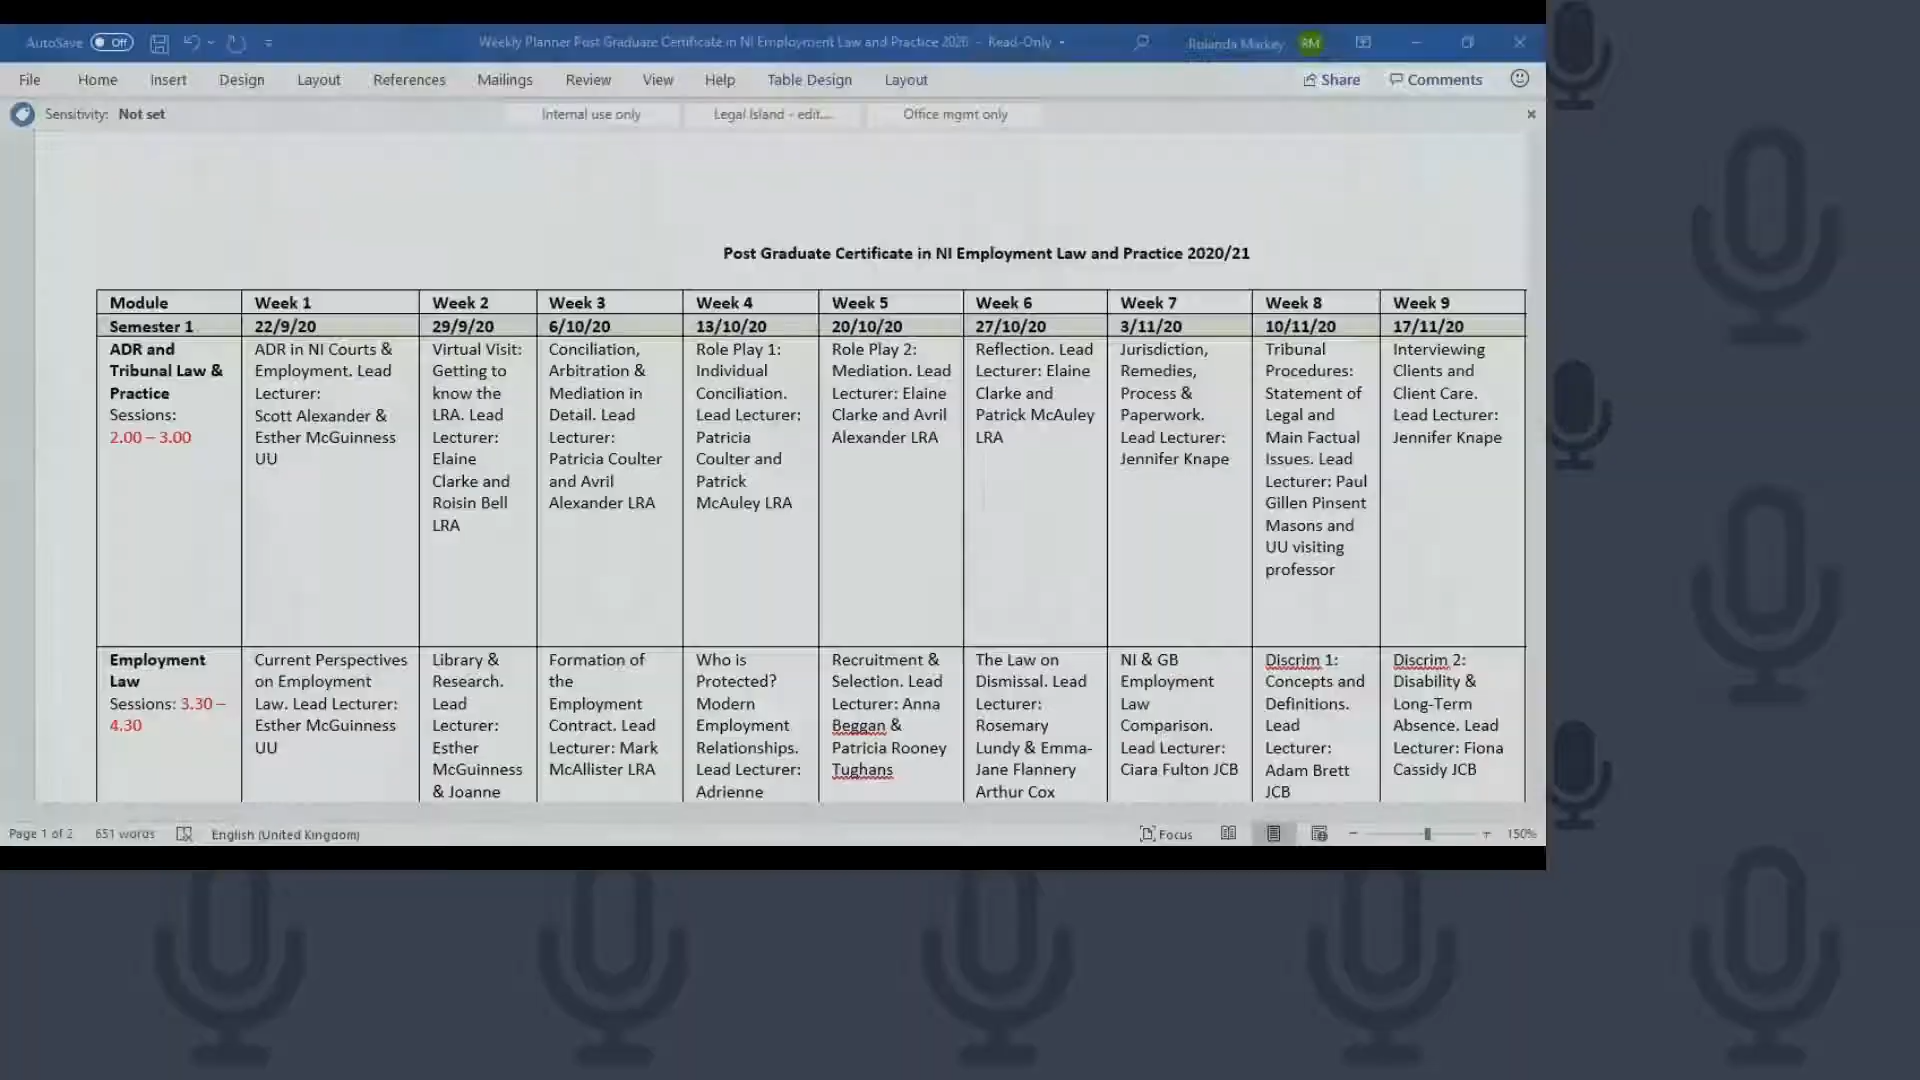 AutoSave Off
Weekly Planner Post Graduate Certificate in NI Employment Law and Practice 2020 - Read-Only
Rolanda Markey RM
File Home Insert Design Layout References Mailings Review View Help Table Design Layout Share Comments
Sensitivity: Not set Internal use only Legal Island - edit... Office mgmt only
Post Graduate Certificate in NI Employment Law and Practice 2020/21
Module Week 1 Week 2 Week 3 Week 4 Week 5 Week 6 Week 7 Week 8 Week 9
Semester 1 22/9/20 29/9/20 6/10/20 13/10/20 20/10/20 27/10/20 3/11/20 10/11/20 17/11/20
ADR and
Tribunal Law &
Practice
Sessions:
2.00 – 3.00
ADR in NI Courts &
Employment. Lead
Lecturer:
Scott Alexander &
Esther McGuinness
UU
Virtual Visit:
Getting to
know the
LRA. Lead
Lecturer:
Elaine
Clarke and
Roisin Bell
LRA
Conciliation,
Arbitration &
Mediation in
Detail. Lead
Lecturer:
Patricia Coulter
and Avril
Alexander LRA
Role Play 1:
Individual
Conciliation.
Lead Lecturer:
Patricia
Coulter and
Patrick
McAuley LRA
Role Play 2:
Mediation. Lead
Lecturer: Elaine
Clarke and Avril
Alexander LRA
Reflection. Lead
Lecturer: Elaine
Clarke and
Patrick McAuley
LRA
Jurisdiction,
Remedies,
Process &
Paperwork.
Lead Lecturer:
Jennifer Knape
Tribunal
Procedures:
Statement of
Legal and
Main Factual
Issues. Lead
Lecturer: Paul
Gillen Pinsent
Masons and
UU visiting
professor
Interviewing
Clients and
Client Care.
Lead Lecturer:
Jennifer Knape
Employment
Law
Sessions: 3.30 –
4.30
Current Perspectives
on Employment
Law. Lead Lecturer:
Esther McGuinness
UU
Library &
Research.
Lead
Lecturer:
Esther
McGuinness
& Joanne
Formation of
the
Employment
Contract. Lead
Lecturer: Mark
McAllister LRA
Who is
Protected?
Modern
Employment
Relationships.
Lead Lecturer:
Adrienne
Recruitment &
Selection. Lead
Lecturer: Anna
Beggan &
Patricia Rooney
Tughans
The Law on
Dismissal. Lead
Lecturer:
Rosemary
Lundy & Emma-
Jane Flannery
Arthur Cox
NI & GB
Employment
Law
Comparison.
Lead Lecturer:
Ciara Fulton JCB
Discrim 1:
Concepts and
Definitions.
Lead
Lecturer:
Adam Brett
JCB
Discrim 2:
Disability &
Long-Term
Absence. Lead
Lecturer: Fiona
Cassidy JCB
Page 1 of 2 651 words English (United Kingdom) Focus 150%